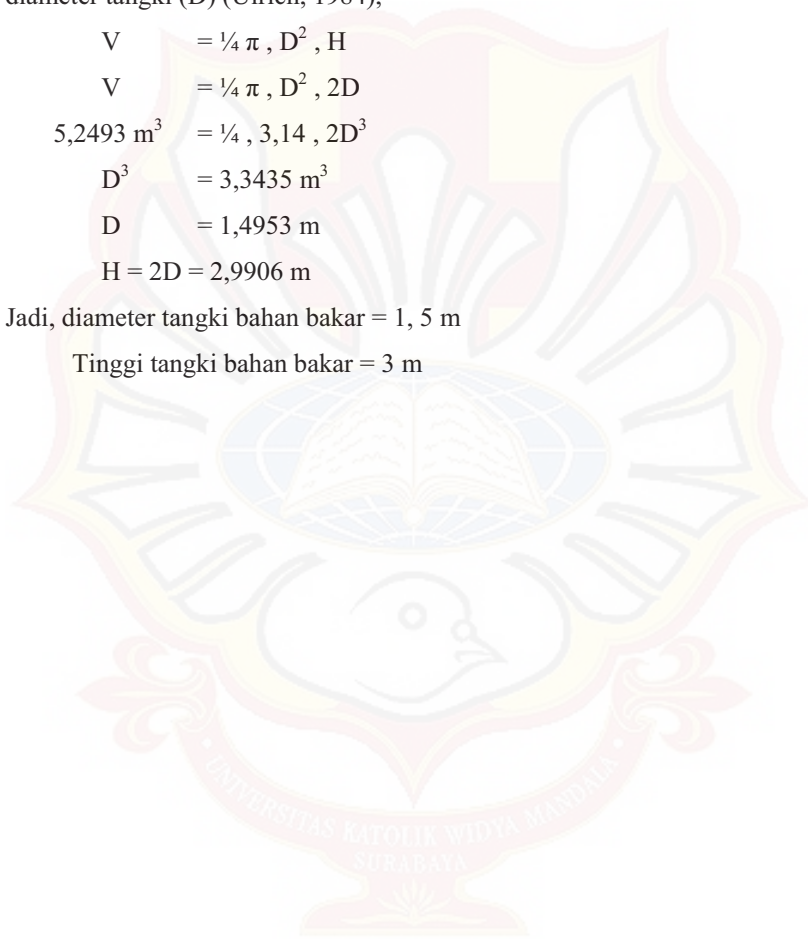 diameter tangki (D) (Ulrich, 1984),
V = ¼ π , D² , H
V = ¼ π , D² , 2D
5,2493 m³ = ¼ , 3,14 , 2D³
D³ = 3,3435 m³
D = 1,4953 m
H = 2D = 2,9906 m
Jadi, diameter tangki bahan bakar = 1, 5 m
Tinggi tangki bahan bakar = 3 m
UNIVERSITAS KATOLIK WIDYA MANDALA
SURABAYA